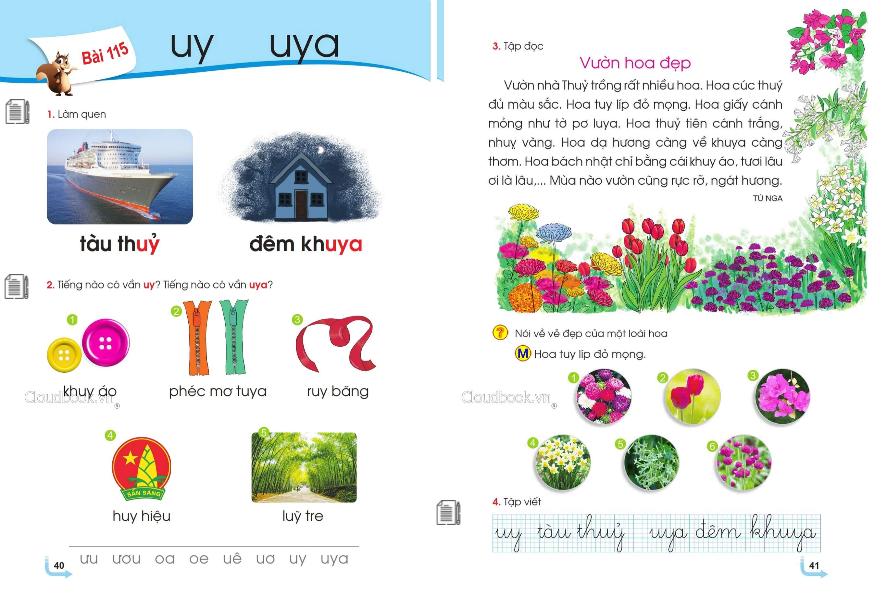 Bài 115
uy uya
1. Làm quen
tàu thuỷ
đêm khuya
2. Tiếng nào có vần uy? Tiếng nào có vần uya?
1
2
3
khuy áo
phéc mơ tuya
ruy băng
Cloudbook.vn
4
5
SẴN SÀNG
huy hiệu
luỹ tre
ưu ươu oa oe uê uơ uy uya
40
3. Tập đọc
Vườn hoa đẹp
Vườn nhà Thuỷ trồng rất nhiều hoa. Hoa cúc thuý
đủ màu sắc. Hoa tuy líp đỏ mọng. Hoa giấy cánh
mỏng như tờ pơ luya. Hoa thuỷ tiên cánh trắng,
nhuỵ vàng. Hoa dạ hương càng về khuya càng
thơm. Hoa bách nhật chỉ bằng cái khuy áo, tươi lâu
ơi là lâu,... Mùa nào vườn cũng rực rỡ, ngát hương.
TÚ NGA
? Nói về vẻ đẹp của một loài hoa
M Hoa tuy líp đỏ mọng.
Cloudbook.vn
1
2
3
4
5
6
4. Tập viết
uy tàu thuỷ uya đêm khuya
41